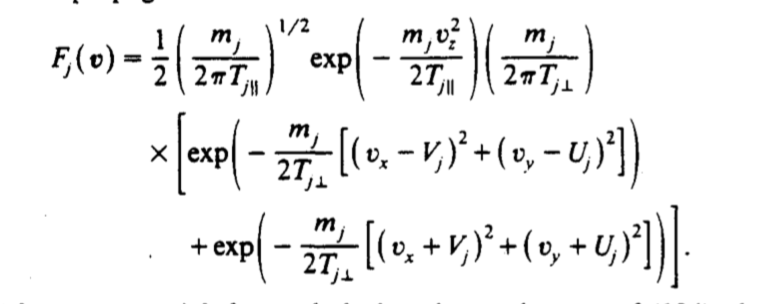 F_j(v) = \frac{1}{2} \left( \frac{m_j}{2\pi T_{j\parallel}} \right)^{1/2} \exp\left( -\frac{m_j v_z^2}{2T_{j\parallel}} \right) \left( \frac{m_j}{2\pi T_{j\perp}} \right)
\times \left[ \exp\left( -\frac{m_j}{2T_{j\perp}} \left[ (v_x - V_j)^2 + (v_y - U_j)^2 \right] \right) \right.
\left. + \exp\left( -\frac{m_j}{2T_{j\perp}} \left[ (v_x + V_j)^2 + (v_y + U_j)^2 \right] \right) \right].